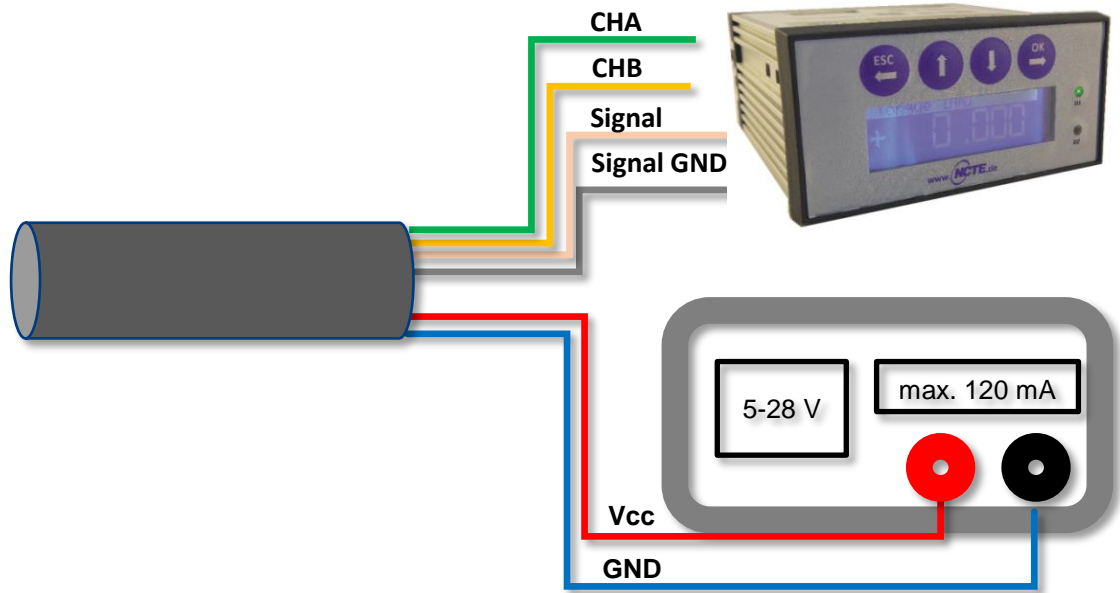 CHA
CHB
Signal
Signal GND
ESC
OK
0.000
www.NCTE.de
5-28 V
max. 120 mA
Vcc
GND